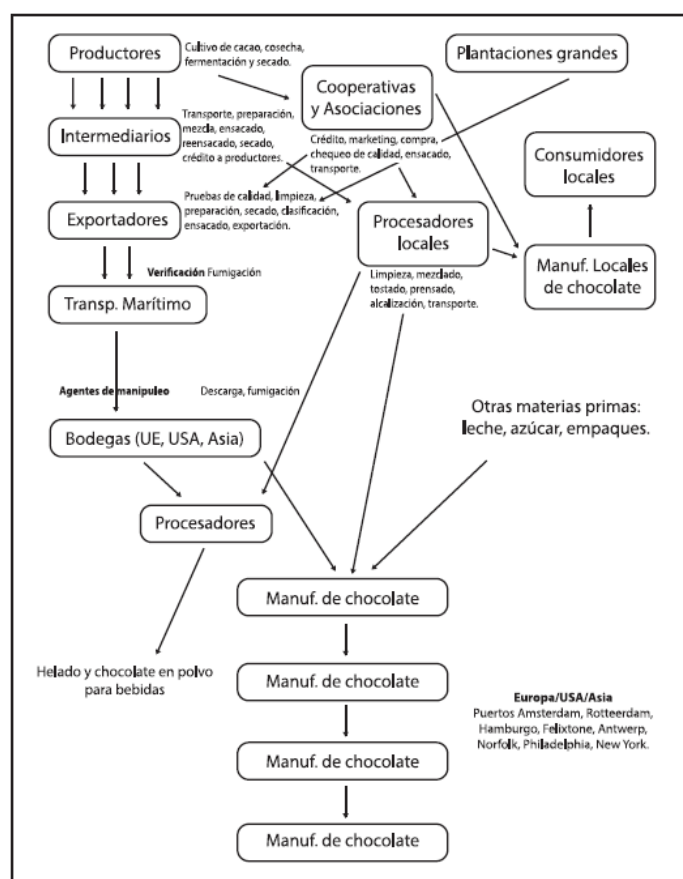 Productores
Cultivo de cacao, cosecha,
fermentación y secado.
Plantaciones grandes
Cooperativas
y Asociaciones
Intermediarios
Transporte, preparación,
mezcla, ensacado,
reensacado, secado,
crédito a productores.
Crédito, marketing, compra,
chequeo de calidad, ensacado,
transporte.
Consumidores
locales
Exportadores
Pruebas de calidad, limpieza,
preparación, secado, clasificación,
ensacado, exportación.
Procesadores
locales
Manuf. Locales
de chocolate
Verificación Fumigación
Limpieza, mezclado,
tostado, prensado,
alcalización, transporte.
Transp. Marítimo
Agentes de manipuleo
Descarga, fumigación
Otras materias primas:
leche, azúcar, empaques.
Bodegas (UE, USA, Asia)
Procesadores
Manuf. de chocolate
Helado y chocolate en polvo
para bebidas
Manuf. de chocolate
Europa/USA/Asia
Puertos Amsterdam, Rotteerdam,
Hamburgo, Felixtone, Antwerp,
Norfolk, Philadelphia, New York.
Manuf. de chocolate
Manuf. de chocolate